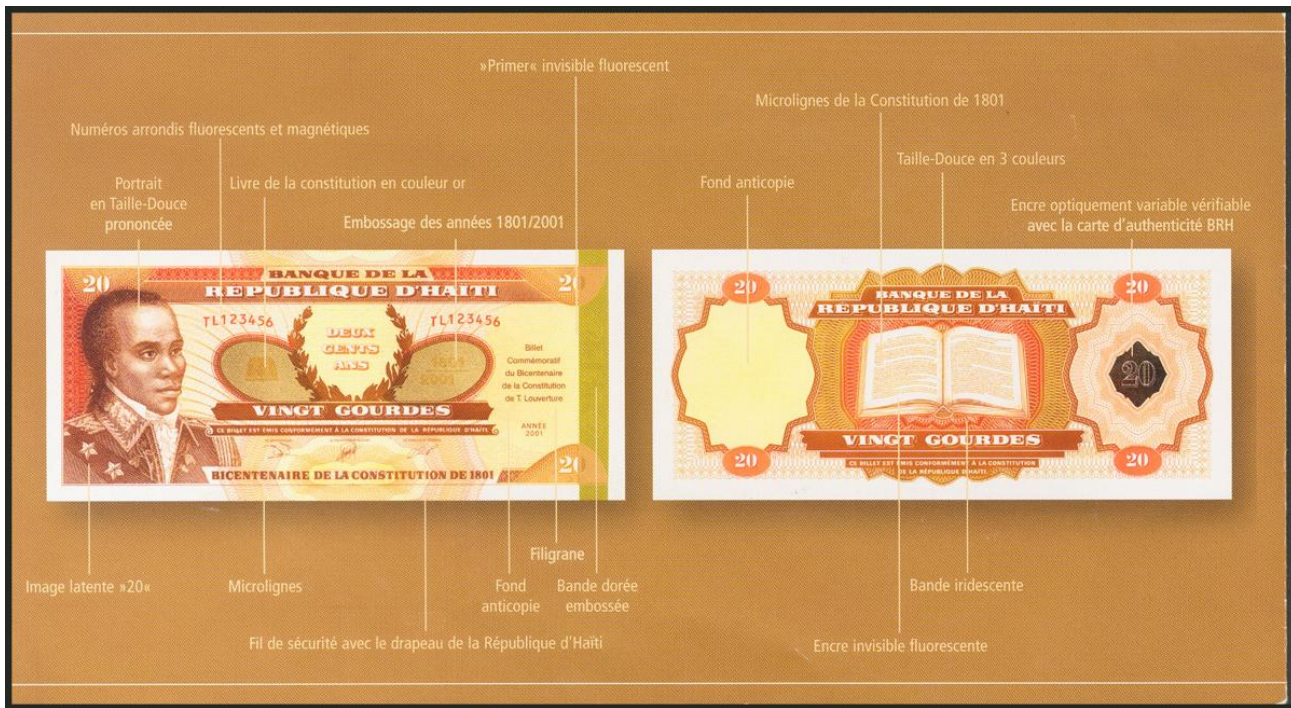 »Primer« invisible fluorescent
Numéros arrondis fluorescents et magnétiques
Portrait
en Taille-Douce
prononcée
Livre de la constitution en couleur or
Embossage des années 1801/2001
20
BANQUE DE LA
REPUBLIQUE D'HAITI
20
TL123456
TL123456
DEUX
CENTS
ANS
1801
2001
Billet
Commémoratif
du Bicentenaire
de la Constitution
de T. Louverture
VINGT GOURDES
CE BILLET EST ÉMIS CONFORMÉMENT À LA CONSTITUTION DE LA RÉPUBLIQUE D'HAÏTI.
ANNÉE
2001
BICENTENAIRE DE LA CONSTITUTION DE 1801
20
Filigrane
Image latente »20«
Microlignes
Fond
anticopie
Bande dorée
embossée
Fil de sécurité avec le drapeau de la République d'Haïti
Microlignes de la Constitution de 1801
Taille-Douce en 3 couleurs
Fond anticopie
Encre optiquement variable vérifiable
avec la carte d'authenticité BRH
20
BANQUE DE LA
RÉPUBLIQUE D'HAÏTI
20
20
VINGT GOURDES
20
CE BILLET EST ÉMIS CONFORMÉMENT À LA CONSTITUTION
DE LA RÉPUBLIQUE D'HAÏTI.
20
Bande iridescente
Encre invisible fluorescente